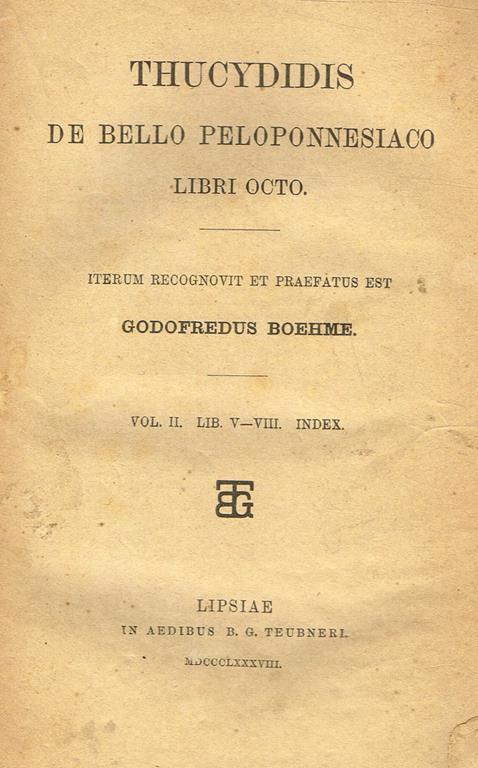 THUCYDIDIS
DE BELLO PELOPONNESIACO
LIBRI OCTO.
ITERUM RECOGNOVIT ET PRAEFATUS EST
GODOFREDUS BOEHME.
VOL. II. LIB. V—VIII. INDEX.
BTG
LIPSIAE
IN AEDIBUS B. G. TEUBNERI.
MDCCCLXXXVIII.